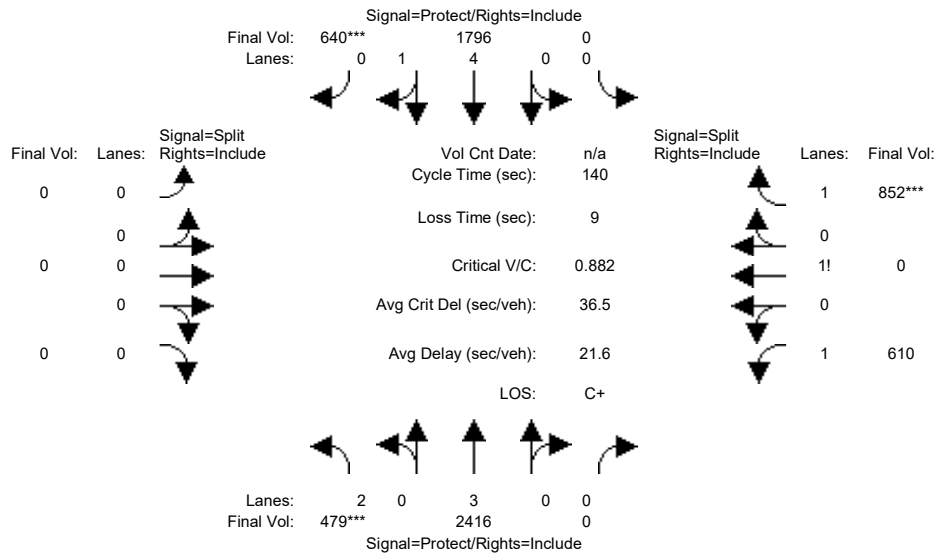 Signal=Protect/Rights=Include
Final Vol: 640*** 1796 0
Lanes: 0 1 4 0 0
Signal=Split
Final Vol: Lanes: Rights=Include
Vol Cnt Date: n/a
Signal=Split
Rights=Include Lanes: Final Vol:
Cycle Time (sec): 140
0 0
1 852***
Loss Time (sec): 9
0
0
0 0
Critical V/C: 0.882
1! 0
0
Avg Crit Del (sec/veh): 36.5
0
0 0
Avg Delay (sec/veh): 21.6
1 610
LOS: C+
Lanes: 2 0 3 0 0
Final Vol: 479*** 2416 0
Signal=Protect/Rights=Include